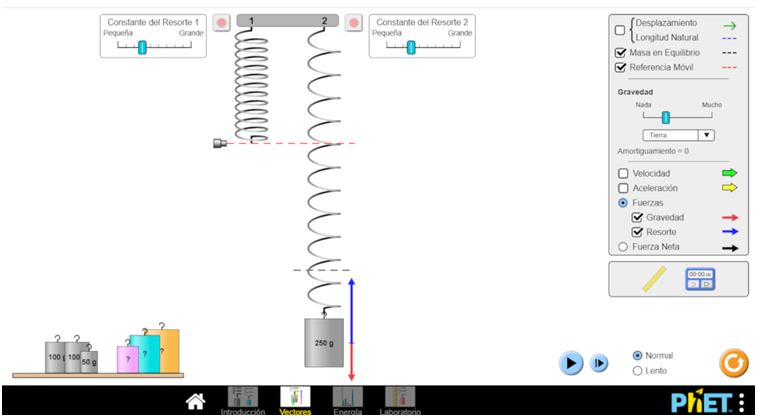 Constante del Resorte 1
Pequeña Grande
1 2
Constante del Resorte 2
Pequeña Grande
Desplazamiento
Longitud Natural
Masa en Equilibrio
Referencia Móvil
Gravedad
Nada Mucho
Tierra
Amortiguamiento = 0
Velocidad
Aceleración
Fuerzas
Gravedad
Resorte
Fuerza Neta
00:00.00
250 g
100 g 100 50 g ? ? ?
Normal
Lento
Introducción Vectores Energía Laboratorio
PhET